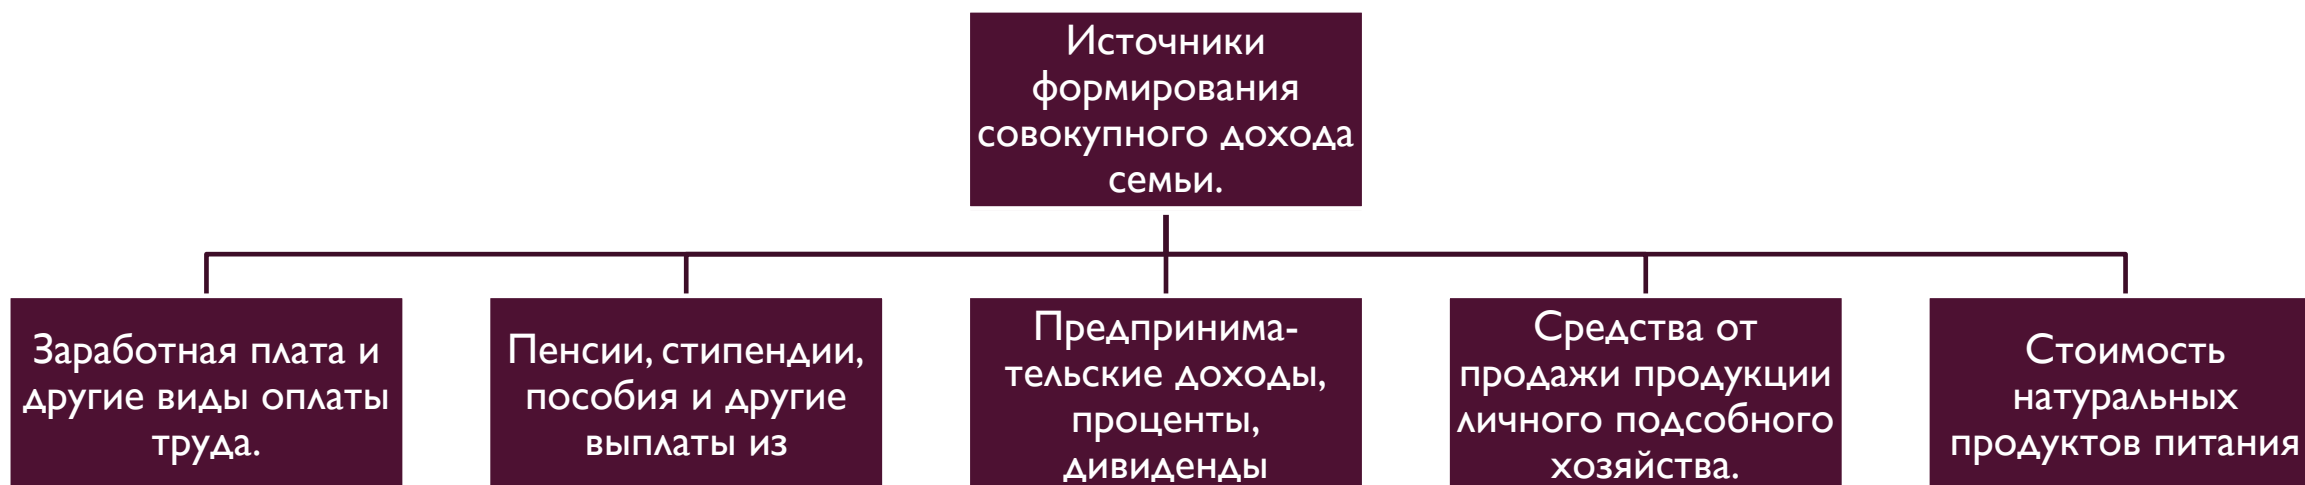 Источники
формирования
совокупного дохода
семьи.
Заработная плата и
другие виды оплаты
труда.
Пенсии, стипендии,
пособия и другие
выплаты из
Предпринима-
тельские доходы,
проценты,
дивиденды
Средства от
продажи продукции
личного подсобного
хозяйства.
Стоимость
натуральных
продуктов питания